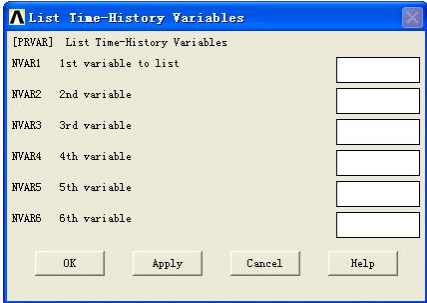 List Time-History Variables
[PRVAR] List Time-History Variables
NVAR1 1st variable to list
NVAR2 2nd variable
NVAR3 3rd variable
NVAR4 4th variable
NVAR5 5th variable
NVAR6 6th variable
OK Apply Cancel Help